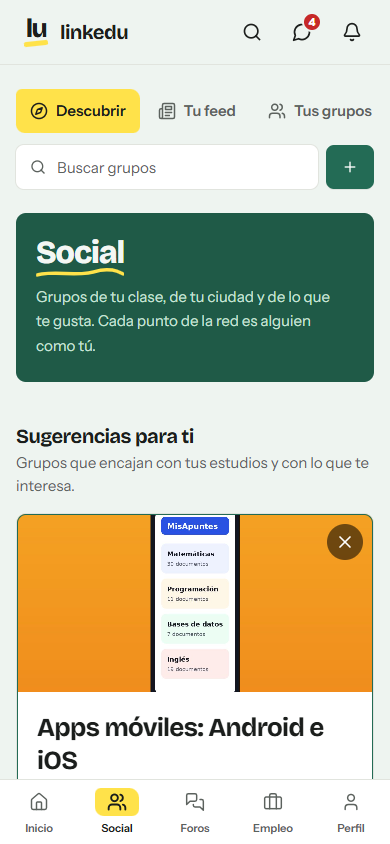 lu linkedu
4
Descubrir Tu feed Tus grupos
Buscar grupos
Social
Grupos de tu clase, de tu ciudad y de lo que
te gusta. Cada punto de la red es alguien
como tú.
Sugerencias para ti
Grupos que encajan con tus estudios y con lo que te
interesa.
MisApuntes
Matemáticas
Programación
Bases de datos
7 documentos
Inglés
Apps móviles: Android e
iOS
Inicio Social Foros Empleo Perfil